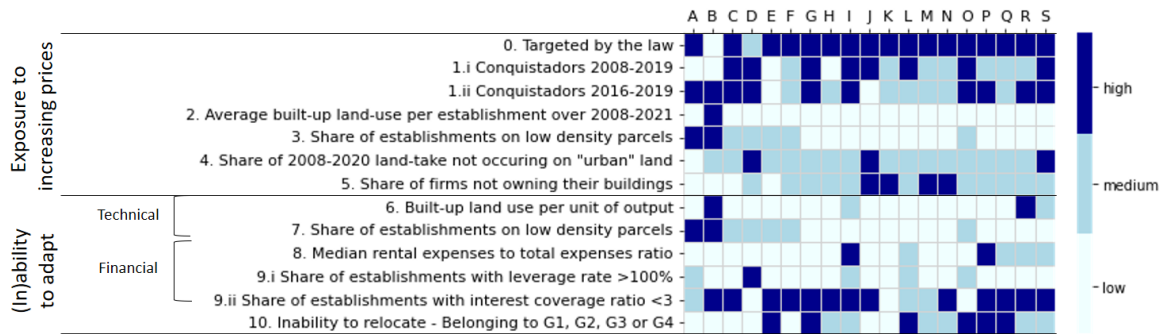 A B C D E F G H I J K L M N O P Q R S
Exposure to
increasing prices
0. Targeted by the law
1.i Conquistadors 2008-2019
1.ii Conquistadors 2016-2019
2. Average built-up land-use per establishment over 2008-2021
3. Share of establishments on low density parcels
4. Share of 2008-2020 land-take not occuring on "urban" land
5. Share of firms not owning their buildings
(In)ability
to adapt
Technical
6. Built-up land use per unit of output
7. Share of establishments on low density parcels
Financial
8. Median rental expenses to total expenses ratio
9.i Share of establishments with leverage rate >100%
9.ii Share of establishments with interest coverage ratio <3
10. Inability to relocate - Belonging to G1, G2, G3 or G4
high
medium
low